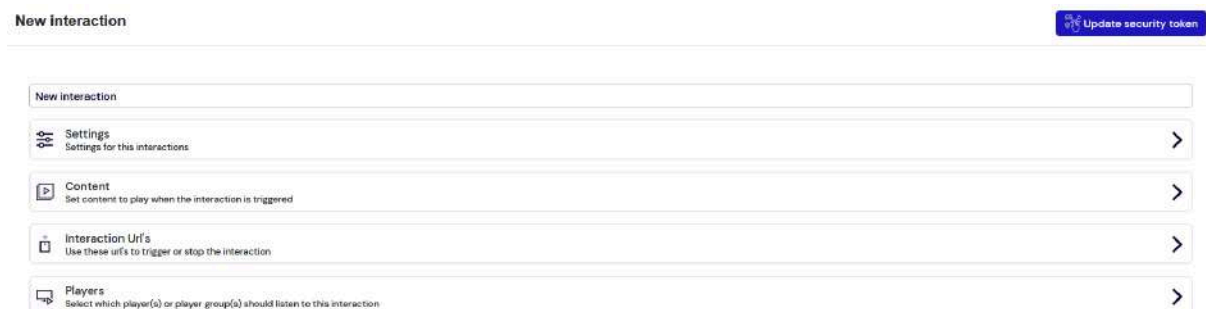 New interaction
Update security token
New interaction
Settings
Settings for this interactions
Content
Set content to play when the interaction is triggered
Interaction Url's
Use these url's to trigger or stop the interaction
Players
Select which player(s) or player group(s) should listen to this interaction